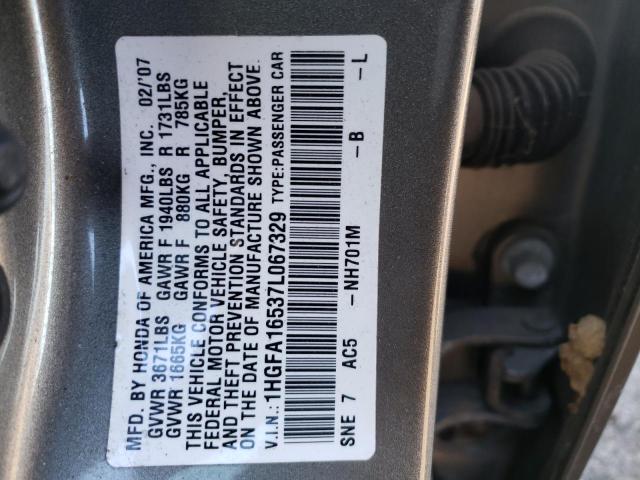 MFD. BY HONDA OF AMERICA MFG., INC. 02/'07
GVWR 3671LBS GAWR F 1940LBS R 1731LBS
GVWR 1665KG GAWR F 880KG R 785KG
THIS VEHICLE CONFORMS TO ALL APPLICABLE
FEDERAL MOTOR VEHICLE SAFETY, BUMPER,
AND THEFT PREVENTION STANDARDS IN EFFECT
ON THE DATE OF MANUFACTURE SHOWN ABOVE.
V.I.N.: 1HGFA16537L067329 TYPE:PASSENGER CAR
SNE 7 AC5 -NH701M -B -L